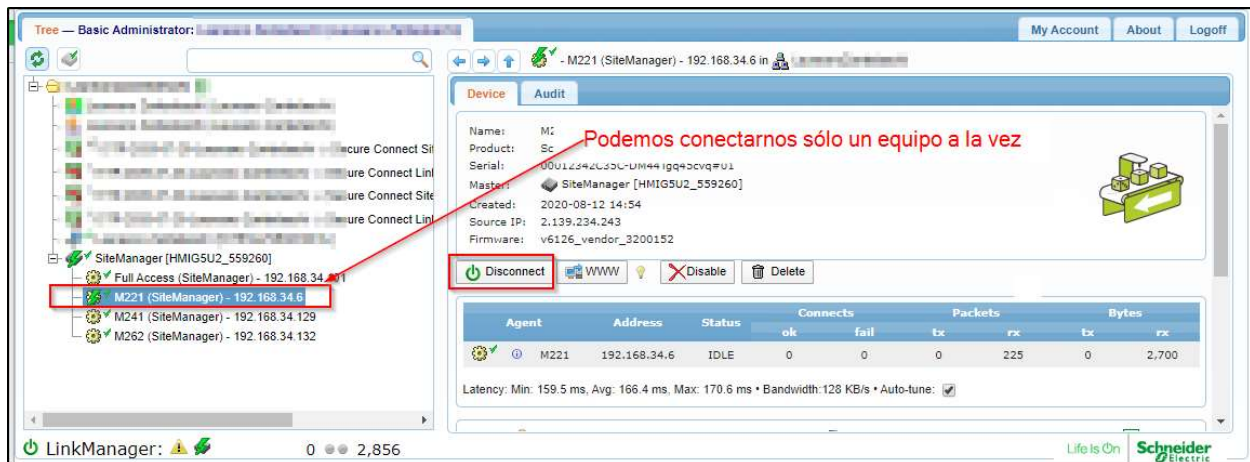 Tree — Basic Administrator:
My Account
About
Logoff
- M221 (SiteManager) - 192.168.34.6 in
Device
Audit
Name:
Product:
Serial:
Master: SiteManager [HMIG5U2_559260]
Created: 2020-08-12 14:54
Source IP: 2.139.234.243
Firmware: v6126_vendor_3200152
Podemos conectarnos sólo un equipo a la vez
ecure Connect Sit
ure Connect Link
ure Connect Site
ure Connect Link
SiteManager [HMIG5U2_559260]
Full Access (SiteManager) - 192.168.34.
M221 (SiteManager) - 192.168.34.6
M241 (SiteManager) - 192.168.34.129
M262 (SiteManager) - 192.168.34.132
Disconnect
WWW
Disable
Delete
Agent Address Status Connects Packets Bytes
ok fail tx rx tx rx
M221 192.168.34.6 IDLE 0 0 0 225 0 2,700
Latency: Min: 159.5 ms, Avg: 166.4 ms, Max: 170.6 ms • Bandwidth:128 KB/s • Auto-tune:
LinkManager:
0 2,856
Life Is On
Schneider
Electric